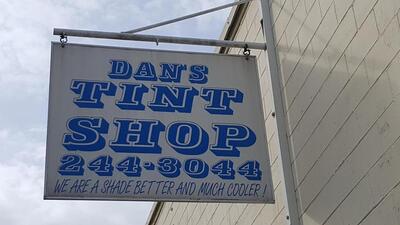 DAN'S
TINT
SHOP
244-3044
WE ARE A SHADE BETTER AND MUCH COOLER!